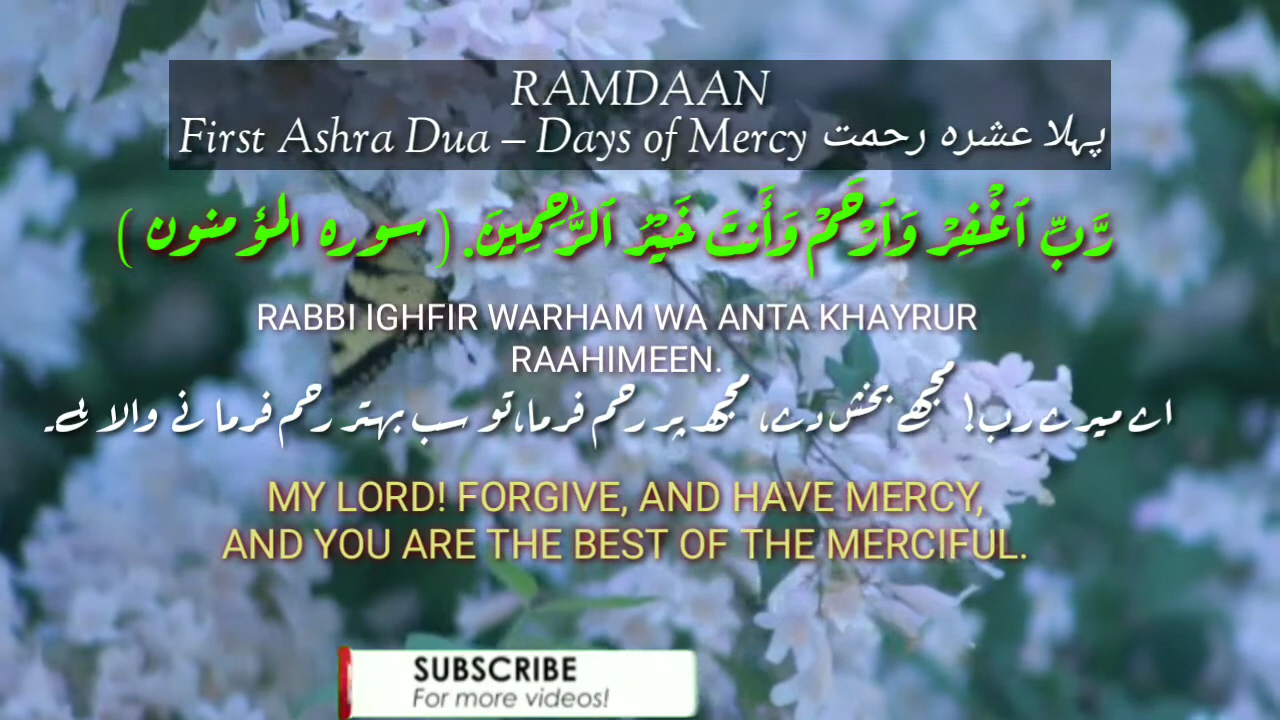 RAMDAAN
First Ashra Dua – Days of Mercy پہلا عشرہ رحمت
رَّبِّ ٱغْفِرْ وَٱرْحَمْ وَأَنتَ خَيْرُ ٱلرَّٰحِمِينَ. ( سورہ المؤمنون )
RABBI IGHFIR WARHAM WA ANTA KHAYRUR
RAAHIMEEN.
اے میرے رب! مجھے بخش دے، مجھ پر رحم فرما، تو سب بہتر رحم فرمانے والا ہے۔
MY LORD! FORGIVE, AND HAVE MERCY,
AND YOU ARE THE BEST OF THE MERCIFUL.
SUBSCRIBE
For more videos!